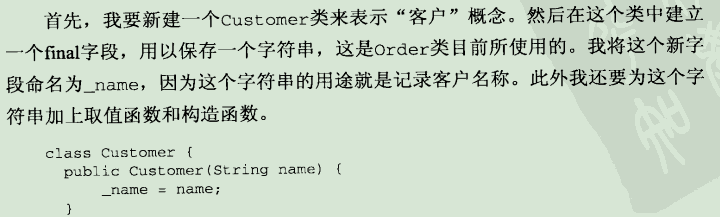 首先，我要新建一个Customer类来表示“客户”概念。然后在这个类中建立
一个final字段，用以保存一个字符串，这是Order类目前所使用的。我将这个新字
段命名为_name，因为这个字符串的用途就是记录客户名称。此外我还要为这个字
符串加上取值函数和构造函数。
class Customer {
public Customer(String name) {
_name = name;
}